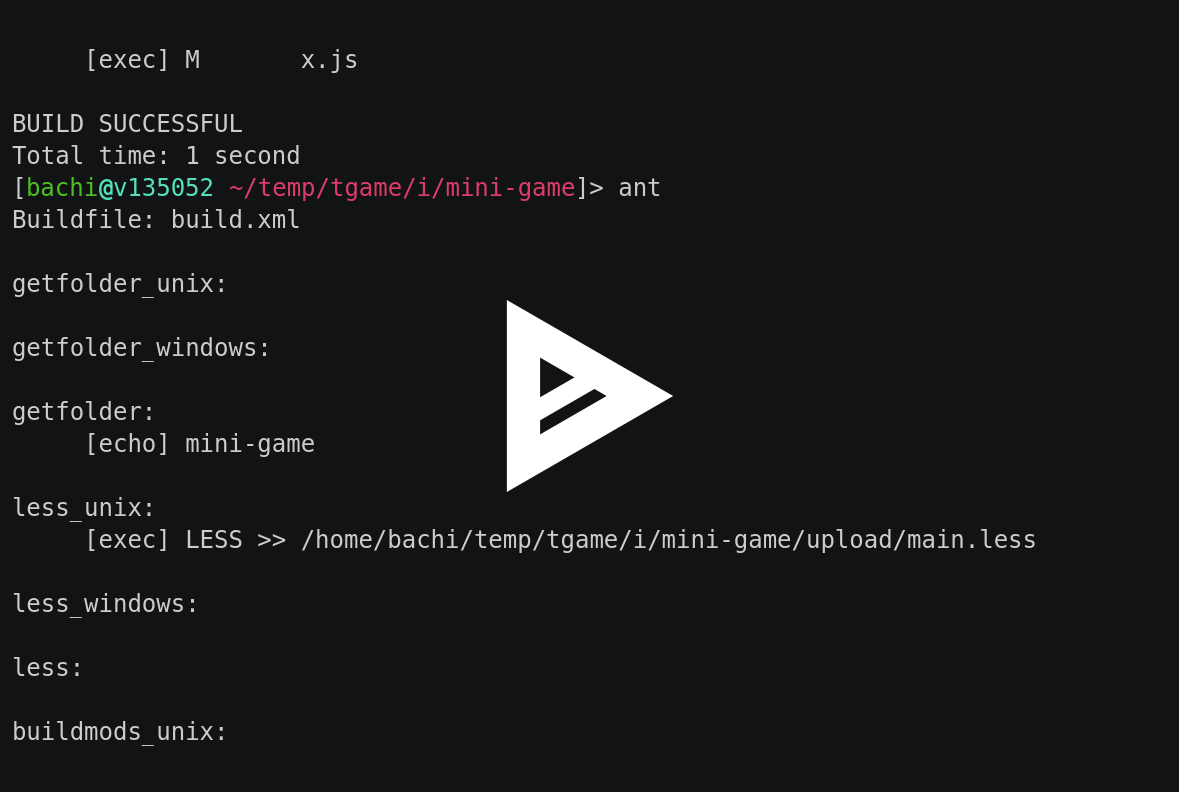 [exec] M       x.js
BUILD SUCCESSFUL
Total time: 1 second
[bachi@v135052 ~/temp/tgame/i/mini-game]> ant
Buildfile: build.xml
getfolder_unix:
getfolder_windows:
getfolder:
[echo] mini-game
less_unix:
[exec] LESS >> /home/bachi/temp/tgame/i/mini-game/upload/main.less
less_windows:
less:
buildmods_unix: